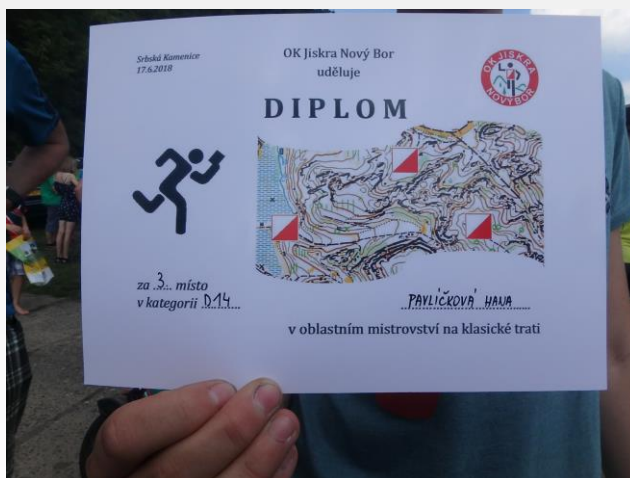 Srbská Kamenice
17.6.2018
OK Jiskra Nový Bor
uděluje
OK JISKRA
NOVÝ BOR
DIPLOM
za 3. místo
v kategorii D14
PAVLÍČKOVÁ HANA
v oblastním mistrovství na klasické trati